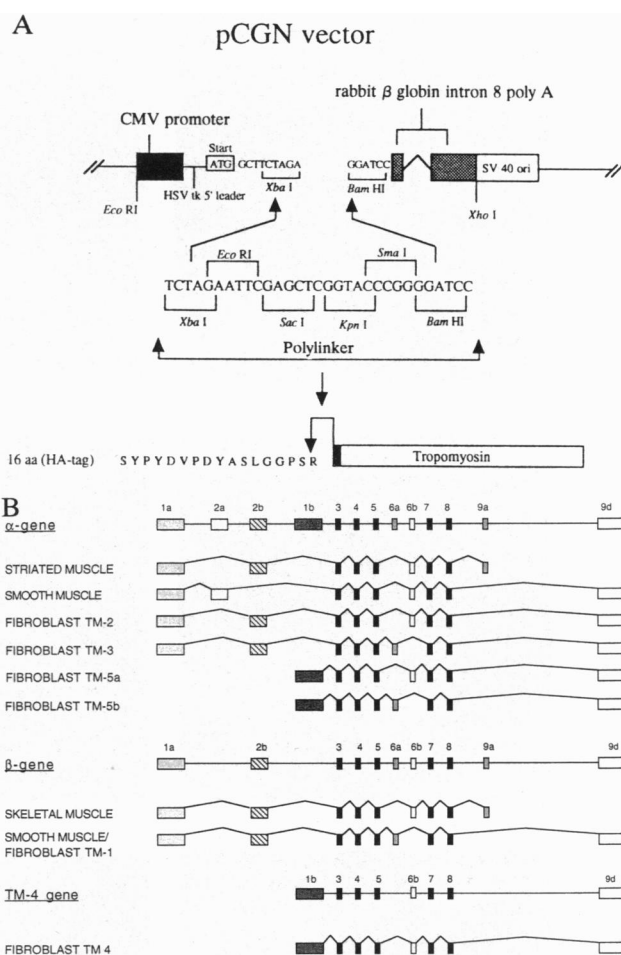 A
pCGN vector
rabbit β globin intron 8 poly A
CMV promoter
Start
ATG GCTTCTAGA
GGATCC
SV 40 ori
Xba I
Bam HI
HSV tk 5' leader
Eco RI
Xho I
Eco RI
Sma I
TCTAGAATTCGAGCTCGGTACCCGGGGATCC
Xba I
Sac I
Kpn I
Bam HI
Polylinker
16 aa (HA-tag)
S Y P Y D V P D Y A S L G G P S R
Tropomyosin
B
1a 2a 2b 1b 3 4 5 6a 6b 7 8 9a 9d
α-gene
STRIATED MUSCLE
SMOOTH MUSCLE
FIBROBLAST TM-2
FIBROBLAST TM-3
FIBROBLAST TM-5a
FIBROBLAST TM-5b
1a 2b 3 4 5 6a 6b 7 8 9a 9d
β-gene
SKELETAL MUSCLE
SMOOTH MUSCLE/
FIBROBLAST TM-1
1b 3 4 5 6b 7 8 9d
TM-4 gene
FIBROBLAST TM 4